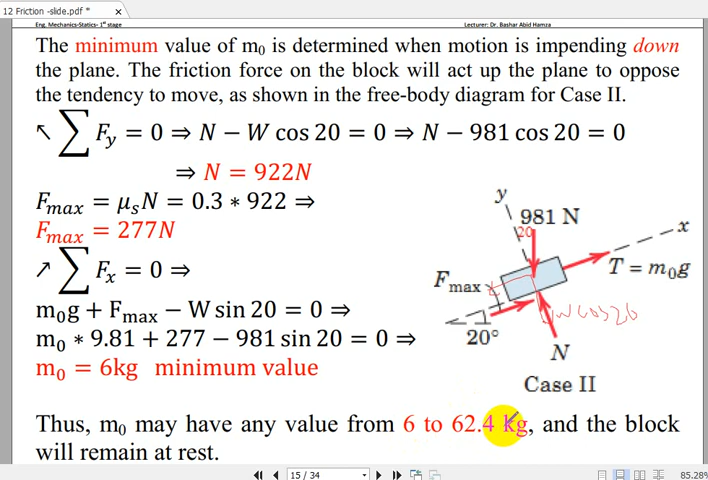 12 Friction -slide.pdf *
Eng. Mechanics-Statics- 1st stage
Lecturer: Dr. Bashar Abid Hamza
The minimum value of m₀ is determined when motion is impending down
the plane. The friction force on the block will act up the plane to oppose
the tendency to move, as shown in the free-body diagram for Case II.
↖ ∑ Fy = 0 ⇒ N − W cos 20 = 0 ⇒ N − 981 cos 20 = 0
⇒ N = 922N
Fmax = μsN = 0.3 * 922 ⇒
Fmax = 277N
↗ ∑ Fx = 0 ⇒
m₀g + Fmax − W sin 20 = 0 ⇒
m₀ * 9.81 + 277 − 981 sin 20 = 0 ⇒
m₀ = 6kg minimum value
y
981 N
20
x
T = m₀g
Fmax
20°
W cos 20
N
Case II
Thus, m₀ may have any value from 6 to 62.4 Kg, and the block
will remain at rest.
15 / 34
85.28%